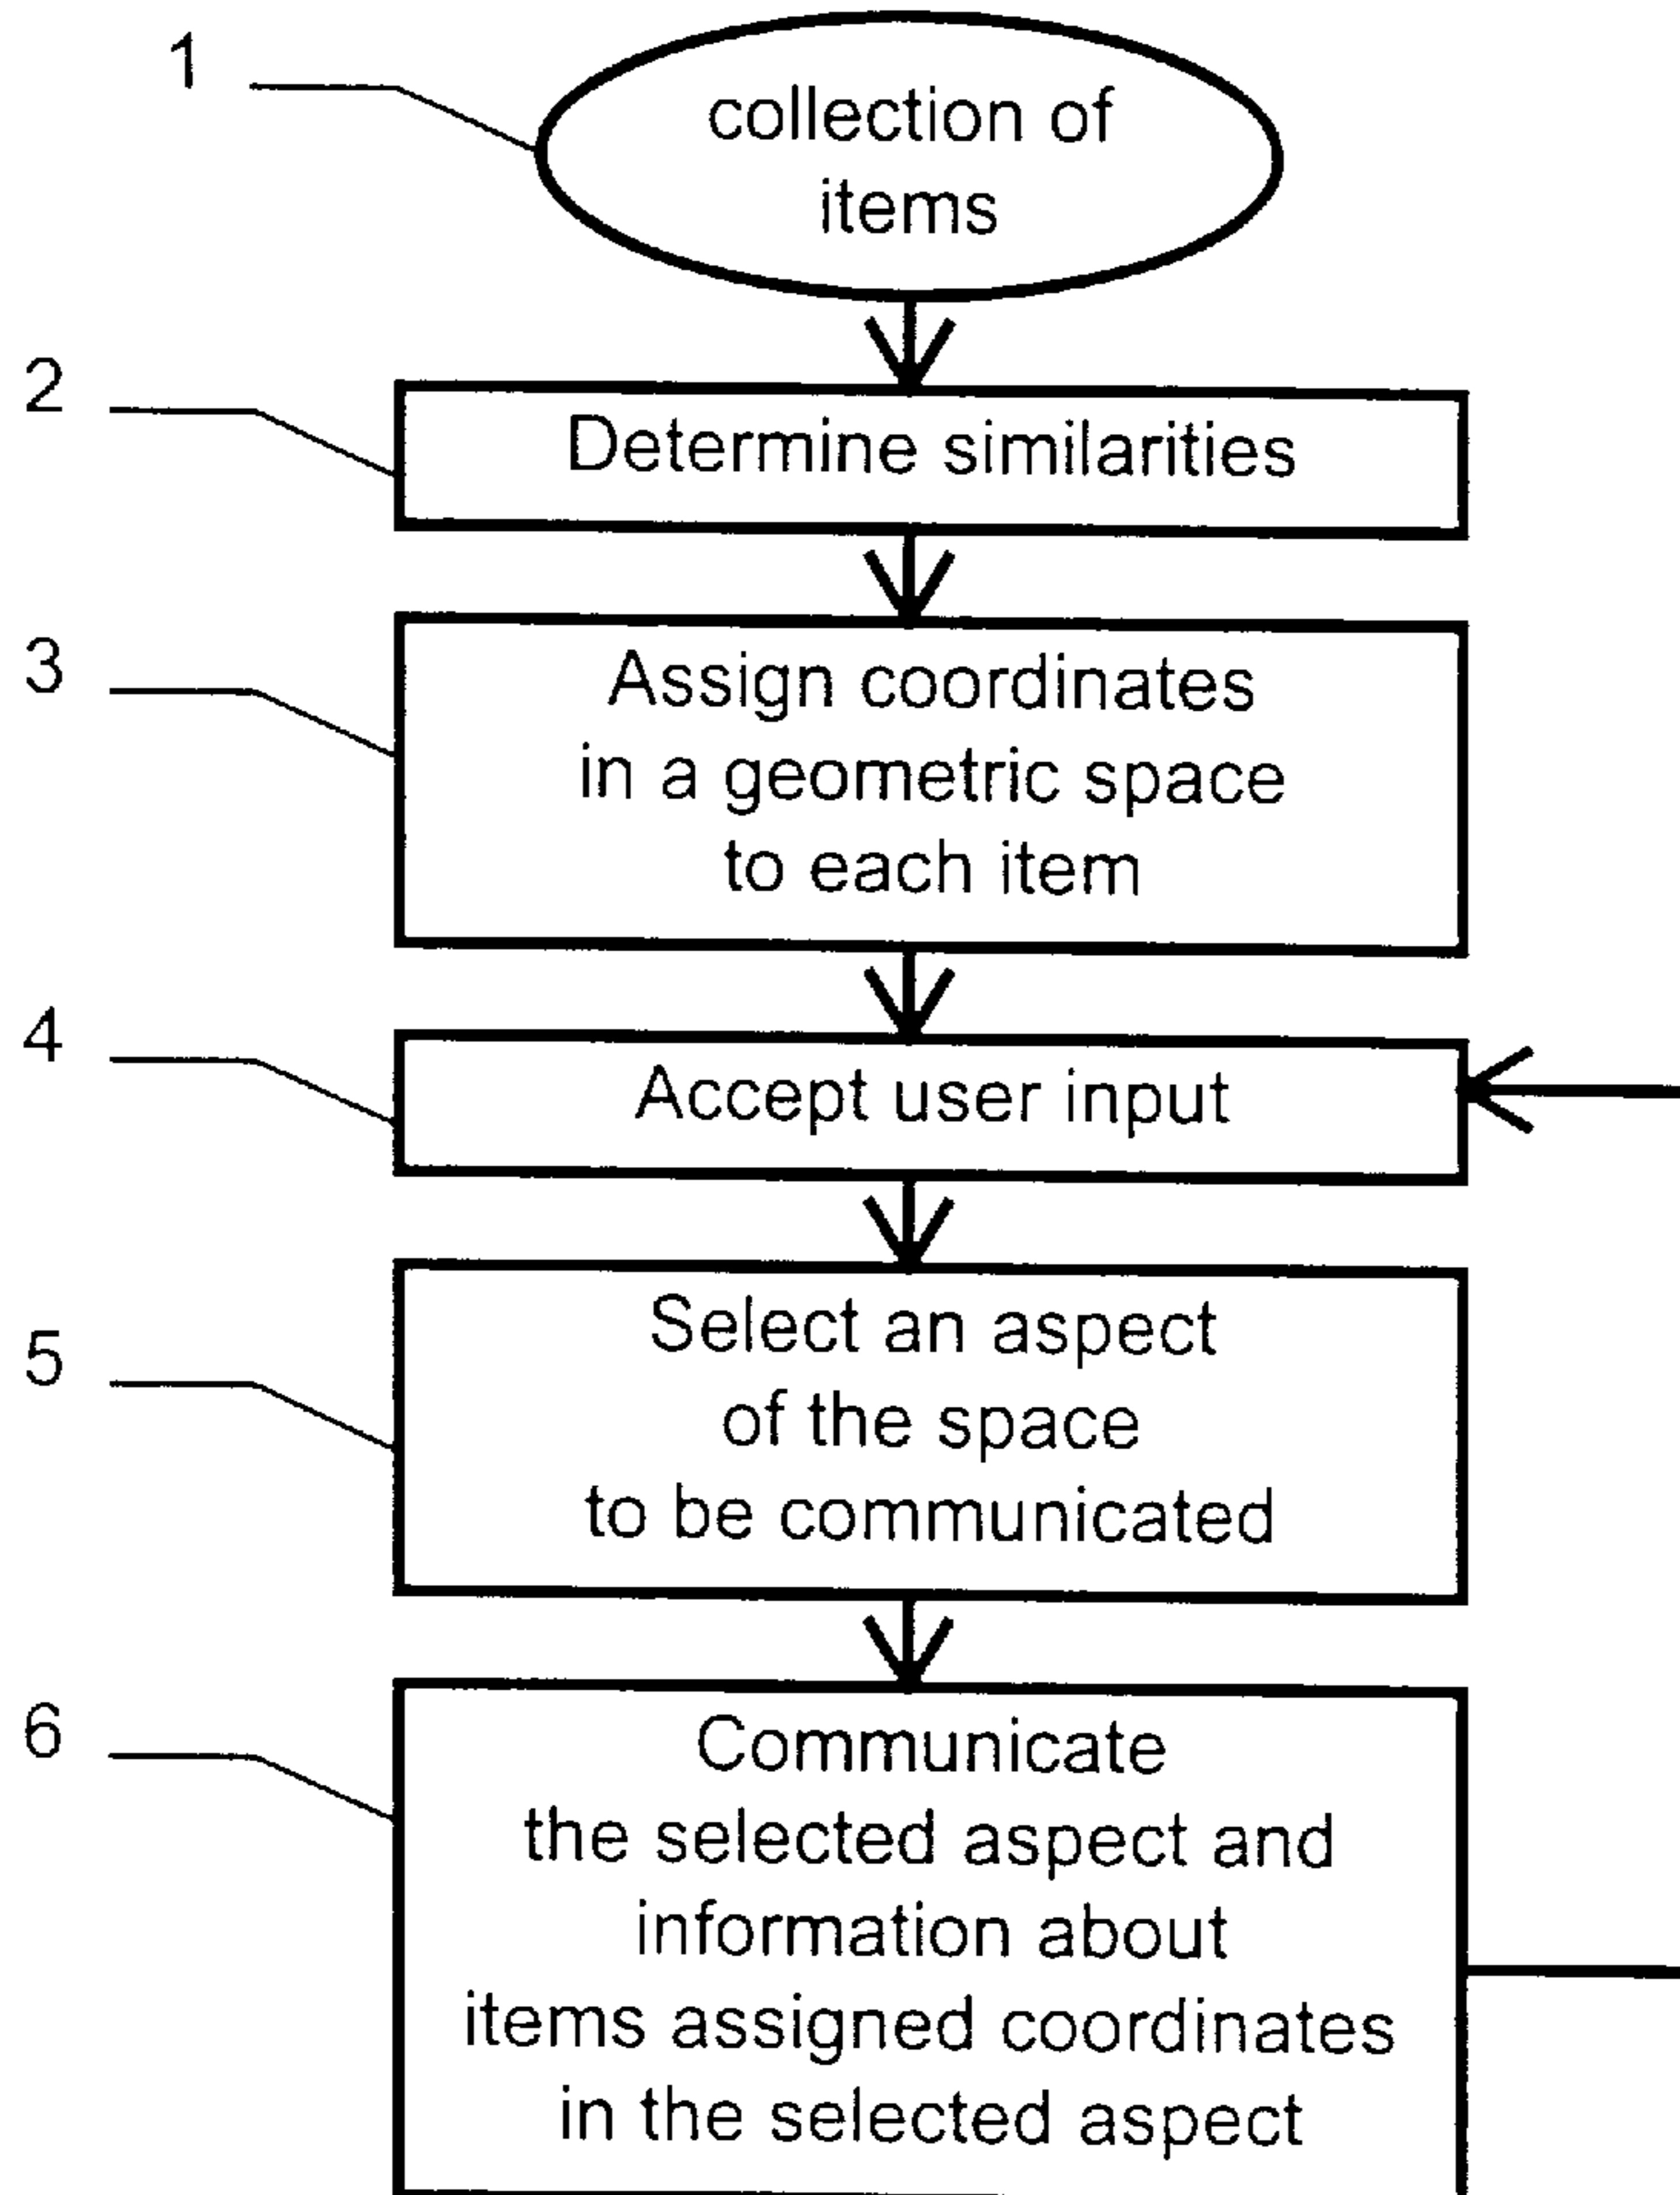 1
collection of
items
2
Determine similarities
3
Assign coordinates
in a geometric space
to each item
4
Accept user input
5
Select an aspect
of the space
to be communicated
6
Communicate
the selected aspect and
information about
items assigned coordinates
in the selected aspect